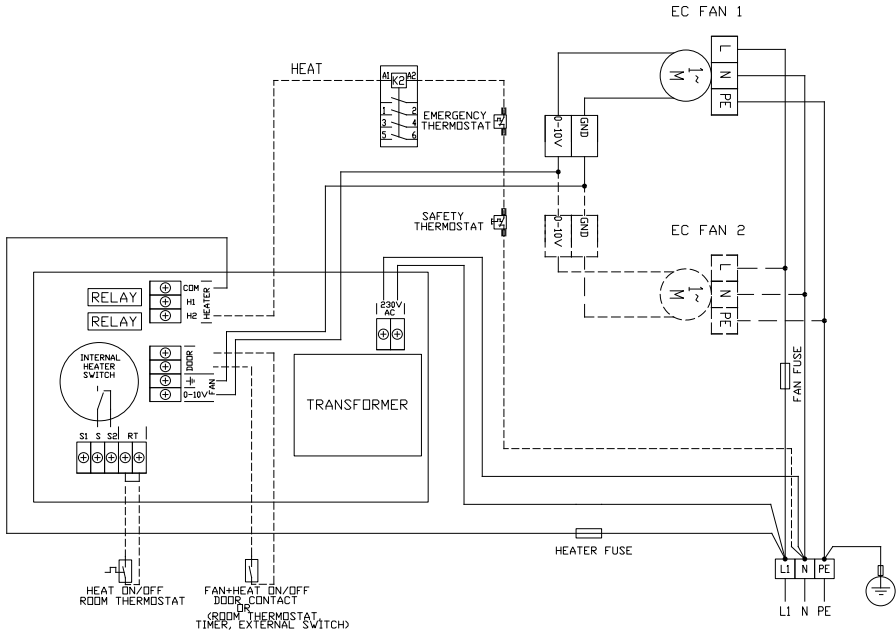 EC FAN 1
L
N
PE
1~
M
HEAT
A1 K2 A2
1 2
3 4
5 6
EMERGENCY
THERMOSTAT
0-10V
GND
SAFETY
THERMOSTAT
0-10V
GND
EC FAN 2
L
N
PE
1~
M
RELAY
RELAY
COM
H1
H2
HEATER
230V
AC
INTERNAL
HEATER
SWITCH
DOOR
0-10V
FAN
TRANSFORMER
S1 S S2 RT
FAN FUSE
HEATER FUSE
HEAT ON/OFF
ROOM THERMOSTAT
FAN+HEAT ON/OFF
DOOR CONTACT
OR
(ROOM THERMOSTAT,
TIMER, EXTERNAL SWITCH)
L1 N PE
L1 N PE